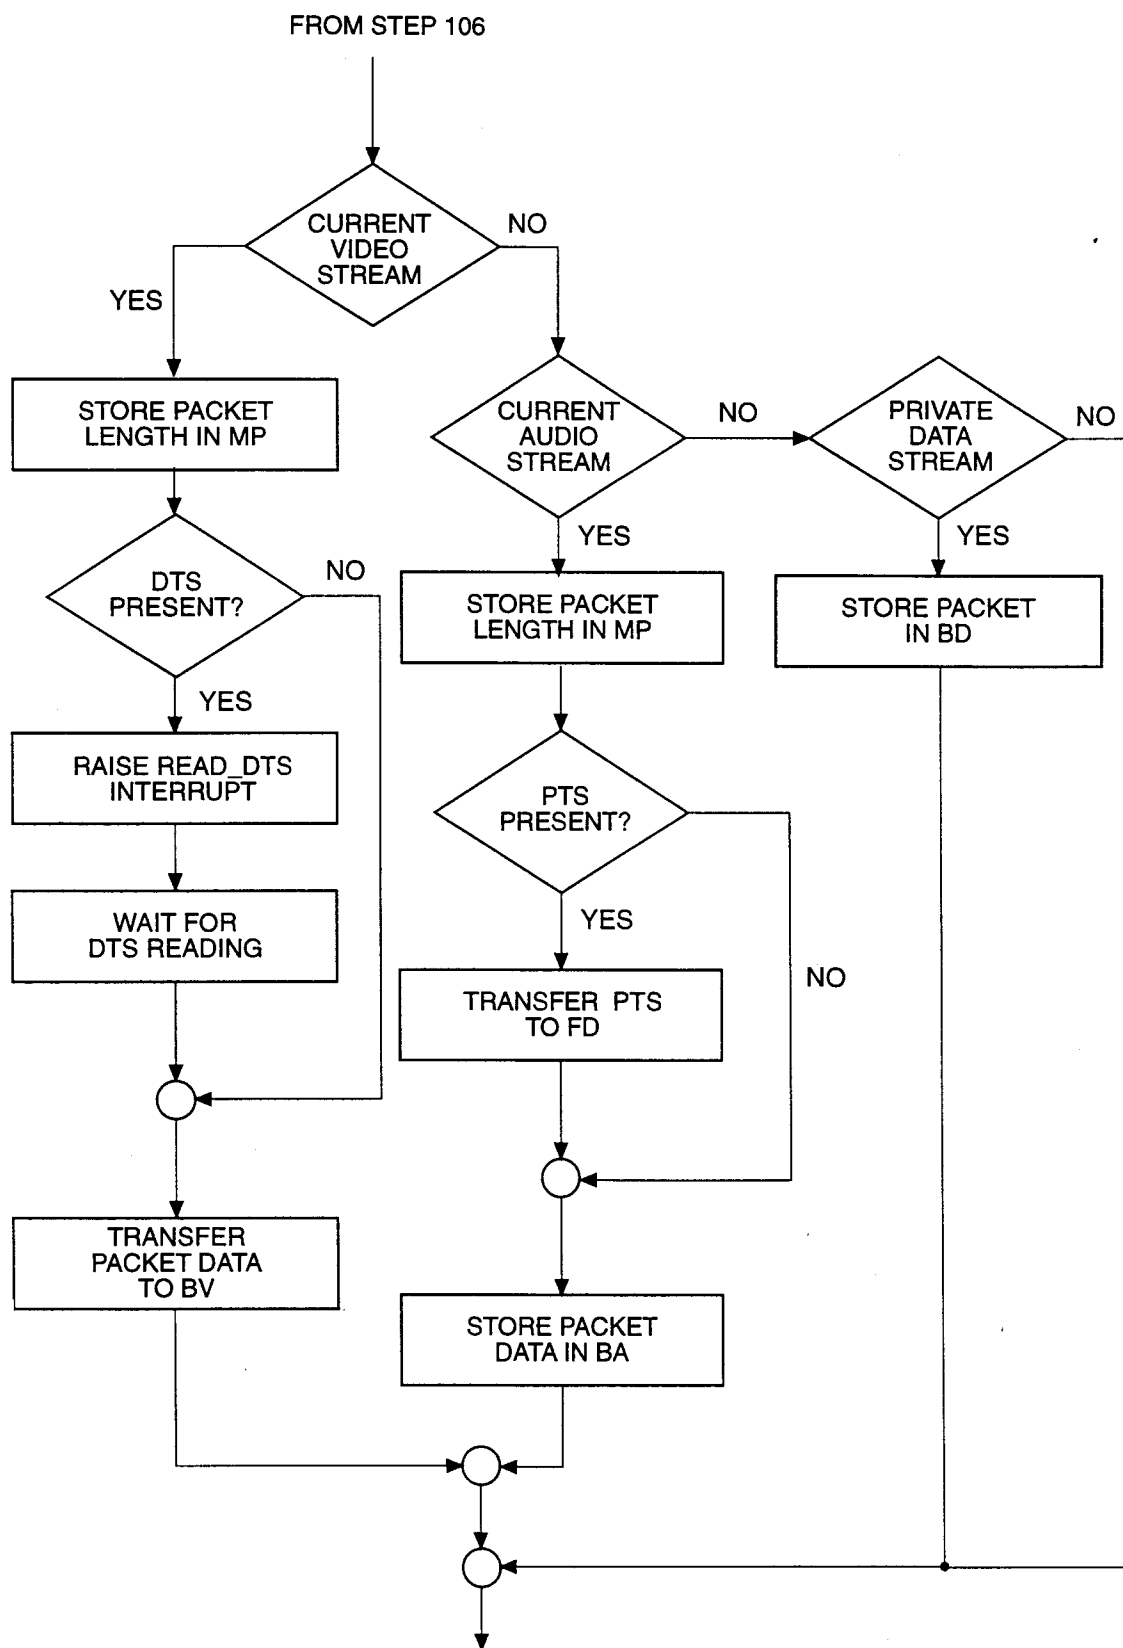 FROM STEP 106
CURRENT
VIDEO
STREAM
NO
YES
STORE PACKET
LENGTH IN MP
CURRENT
AUDIO
STREAM
NO
PRIVATE
DATA
STREAM
NO
DTS
PRESENT?
NO
YES
YES
STORE PACKET
LENGTH IN MP
YES
STORE PACKET
IN BD
RAISE READ_DTS
INTERRUPT
PTS
PRESENT?
WAIT FOR
DTS READING
YES
NO
TRANSFER PTS
TO FD
TRANSFER
PACKET DATA
TO BV
STORE PACKET
DATA IN BA